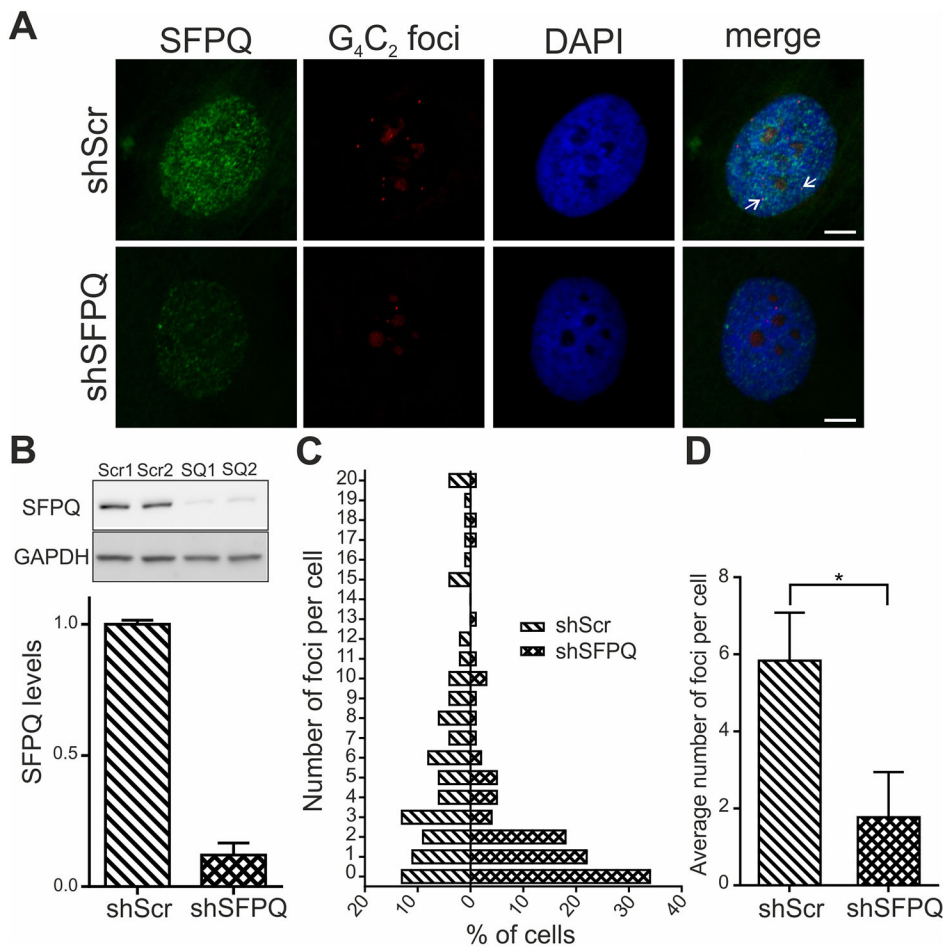 A
SFPQ
G4C2 foci
DAPI
merge
shScr
shSFPQ
B
Scr1 Scr2 SQ1 SQ2
SFPQ
GAPDH
SFPQ levels
1.0
0.5
0.0
shScr
shSFPQ
C
Number of foci per cell
20
19
18
17
16
15
14
13
12
11
10
9
8
7
6
5
4
3
2
1
0
shScr
shSFPQ
20 10 0 10 20 30 40
% of cells
D
Average number of foci per cell
8
6
4
2
0
*
shScr
shSFPQ